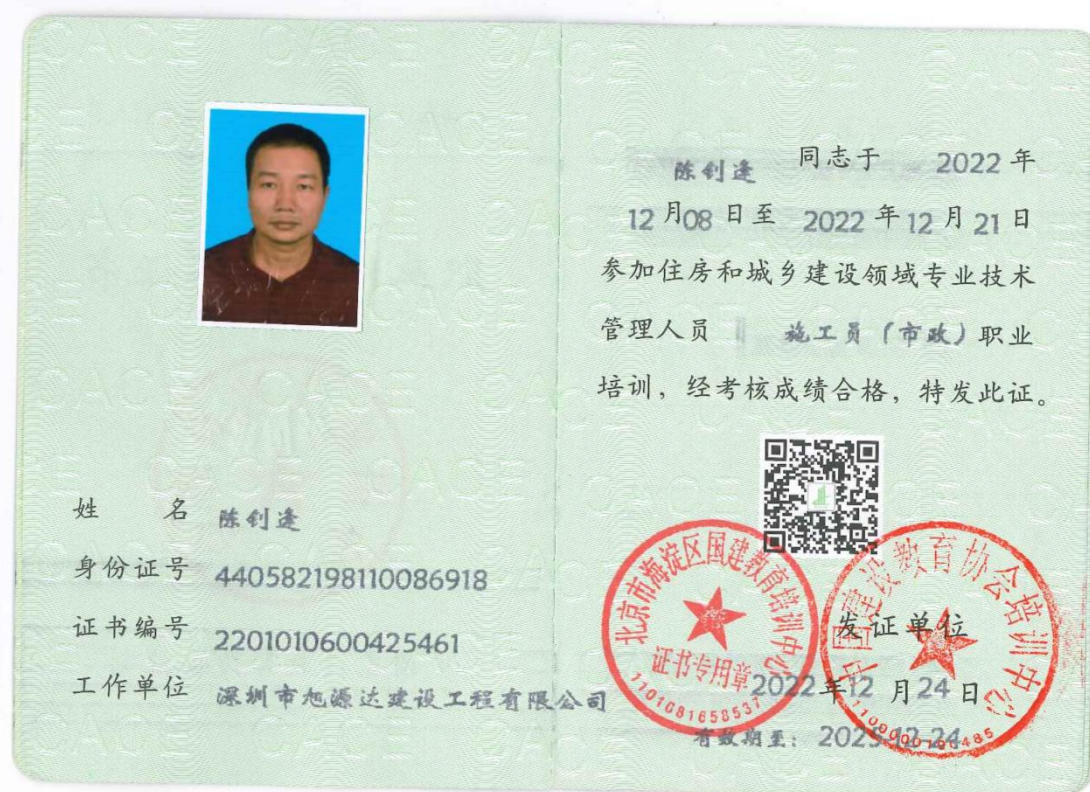 姓 名 陈钊逢
身份证号 440582198110086918
证书编号 2201010600425461
工作单位 深圳市旭源达建设工程有限公司
陈钊逢 同志于 2022 年
12 月08 日至 2022 年 12 月 21 日
参加住房和城乡建设领域专业技术
管理人员 施工员（市政）职业
培训，经考核成绩合格，特发此证。
北京市海淀区国建教育培训中心
证书专用章
1101081658537
中国建设教育协会培训中心
发证单位
2022 年 12 月 24 日
有效期至：2025-12-24
CACE